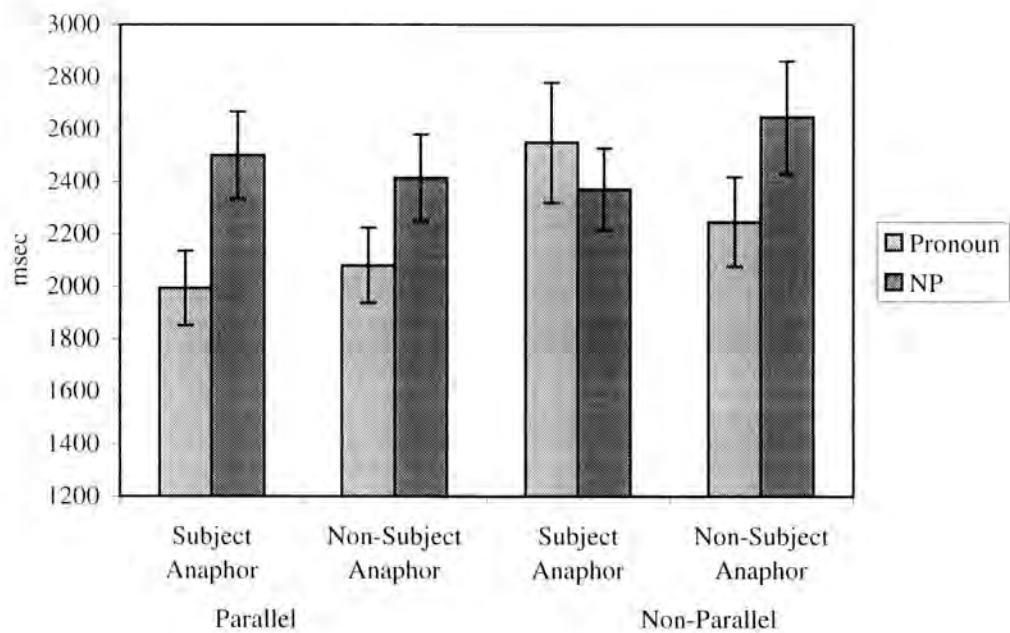 3000
2800
2600
2400
2200
2000
1800
1600
1400
1200
msec
Subject Anaphor
Non-Subject Anaphor
Subject Anaphor
Non-Subject Anaphor
Parallel
Non-Parallel
Pronoun
NP